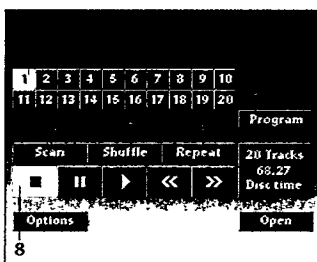 1 2 3 4 5 6 7 8 9 10
11 12 13 14 15 16 17 18 19 20
Program
Scan Shuffle Repeat 20 Tracks
68.27
Disc time
Options Open
8